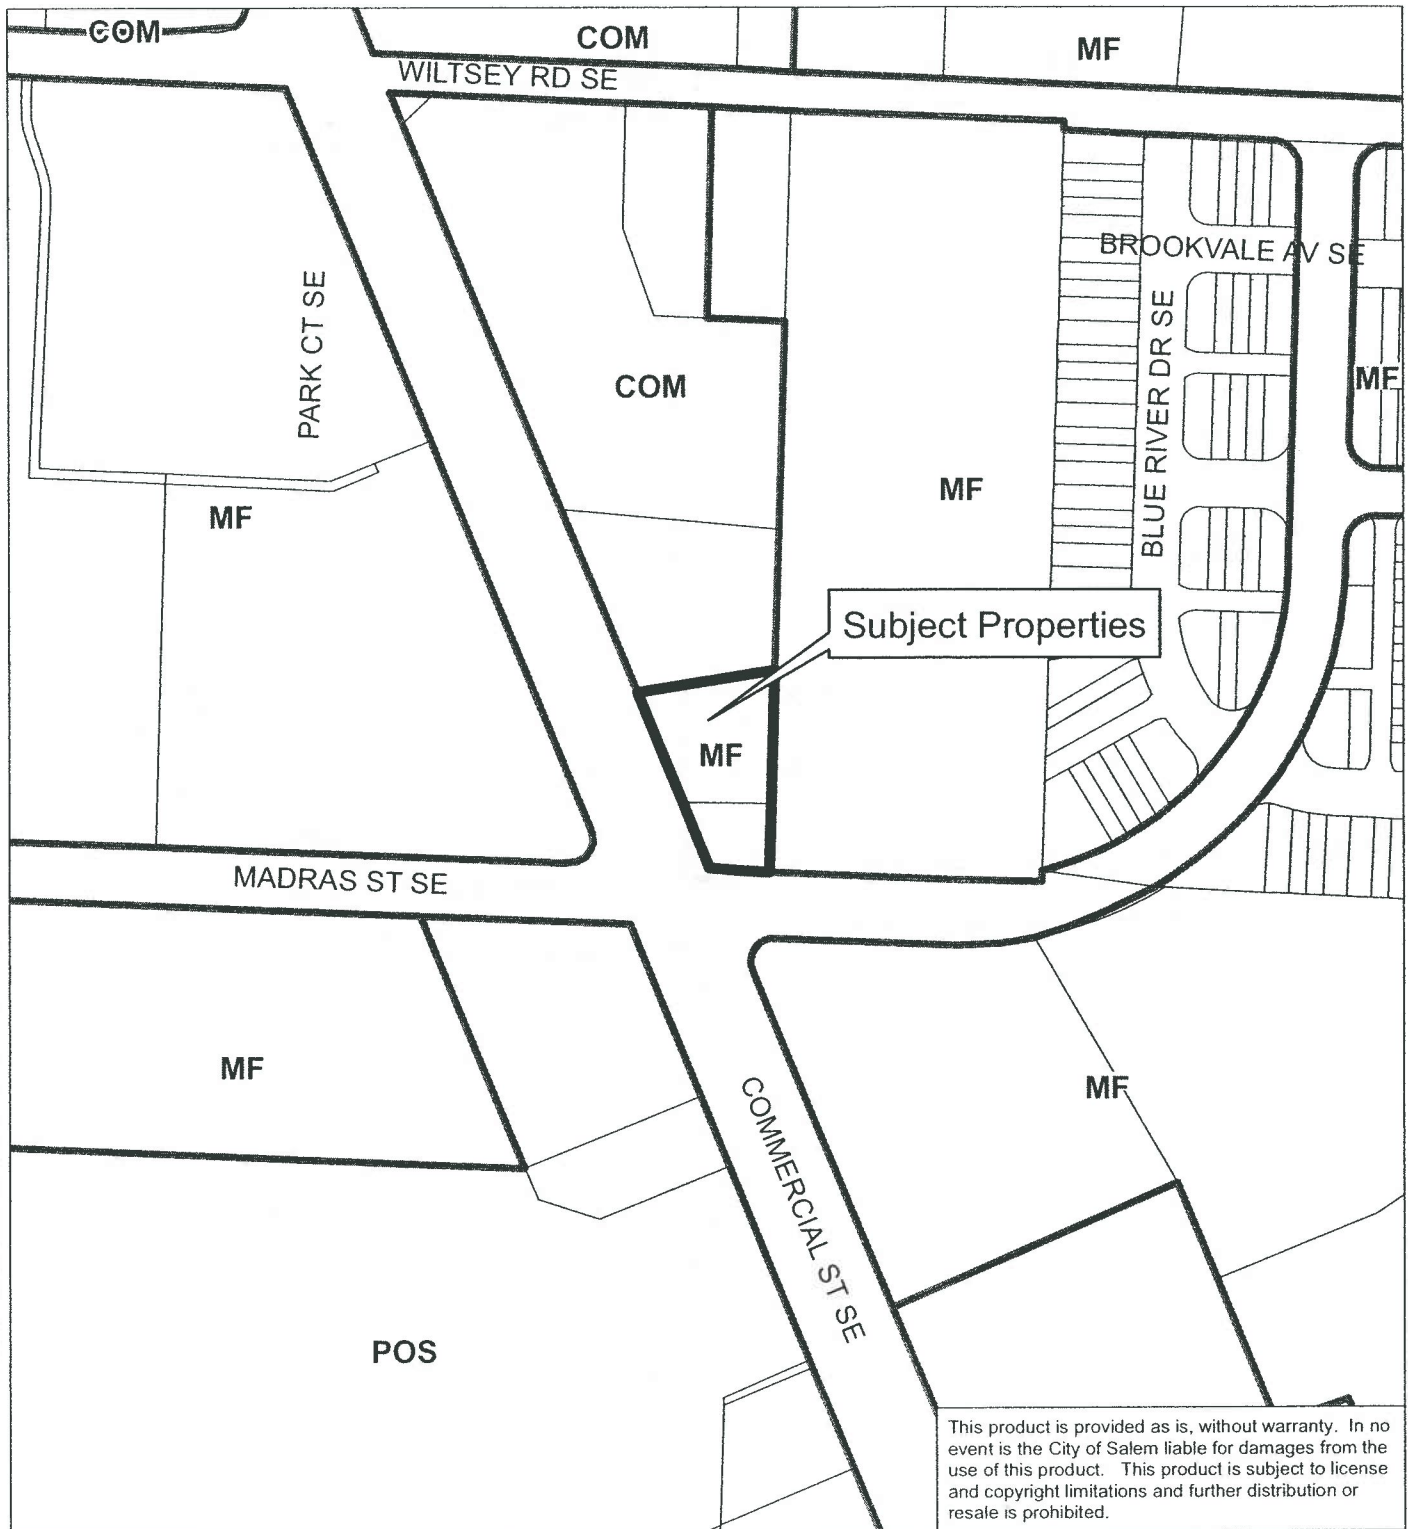 COM
COM
MF
WILTSEY RD SE
BROOKVALE AV SE
PARK CT SE
COM
BLUE RIVER DR SE
MF
MF
MF
Subject Properties
MF
MADRAS ST SE
MF
MF
COMMERCIAL ST SE
POS
This product is provided as is, without warranty. In no
event is the City of Salem liable for damages from the
use of this product. This product is subject to license
and copyright limitations and further distribution or
resale is prohibited.